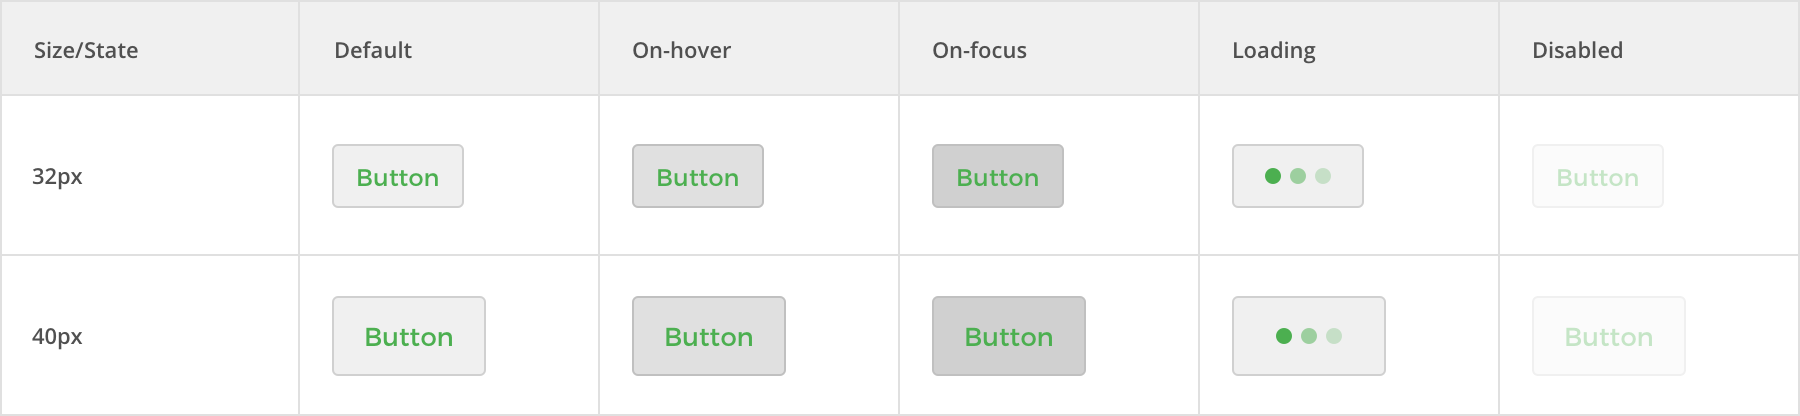 Size/State Default On-hover On-focus Loading Disabled
32px Button Button Button Button
40px Button Button Button Button